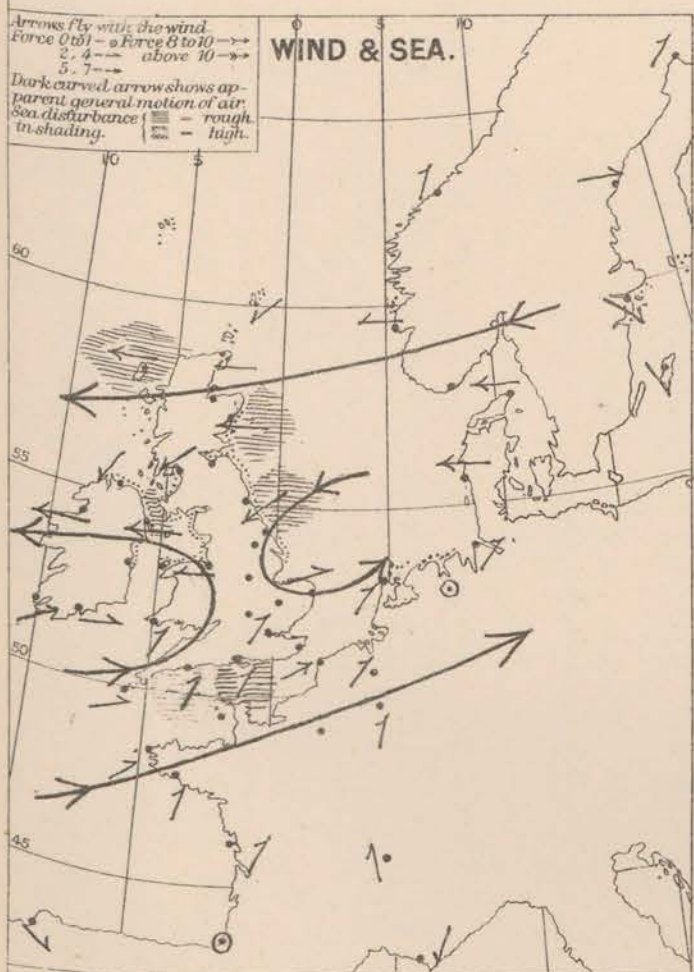 0 10
WIND & SEA.
Arrows fly with the wind
Force 0 to 1 - Force 8 to 10 -
2, 4 - above 10 -
5, 7 -
Dark curved arrow shows ap-
parent general motion of air.
Sea disturbance { = rough.
in shading. { = high.
10 5
60
55
50
45